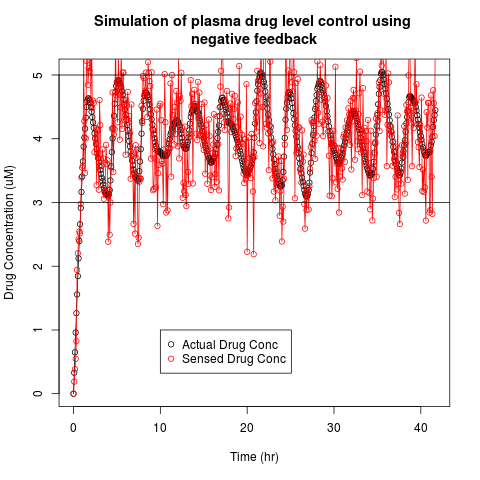 Simulation of plasma drug level control using
negative feedback
Drug Concentration (uM)
5
4
3
2
1
0
Actual Drug Conc
Sensed Drug Conc
0 10 20 30 40
Time (hr)